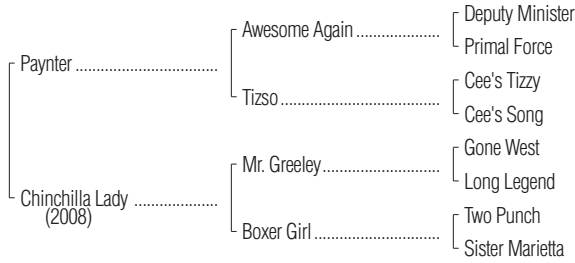 Deputy Minister
Awesome Again ....................
Primal Force
Paynter ..................................
Cee's Tizzy
Tizso ......................................
Cee's Song
Gone West
Mr. Greeley ............................
Long Legend
Chinchilla Lady ....................
(2008)
Two Punch
Boxer Girl ..............................
Sister Marietta